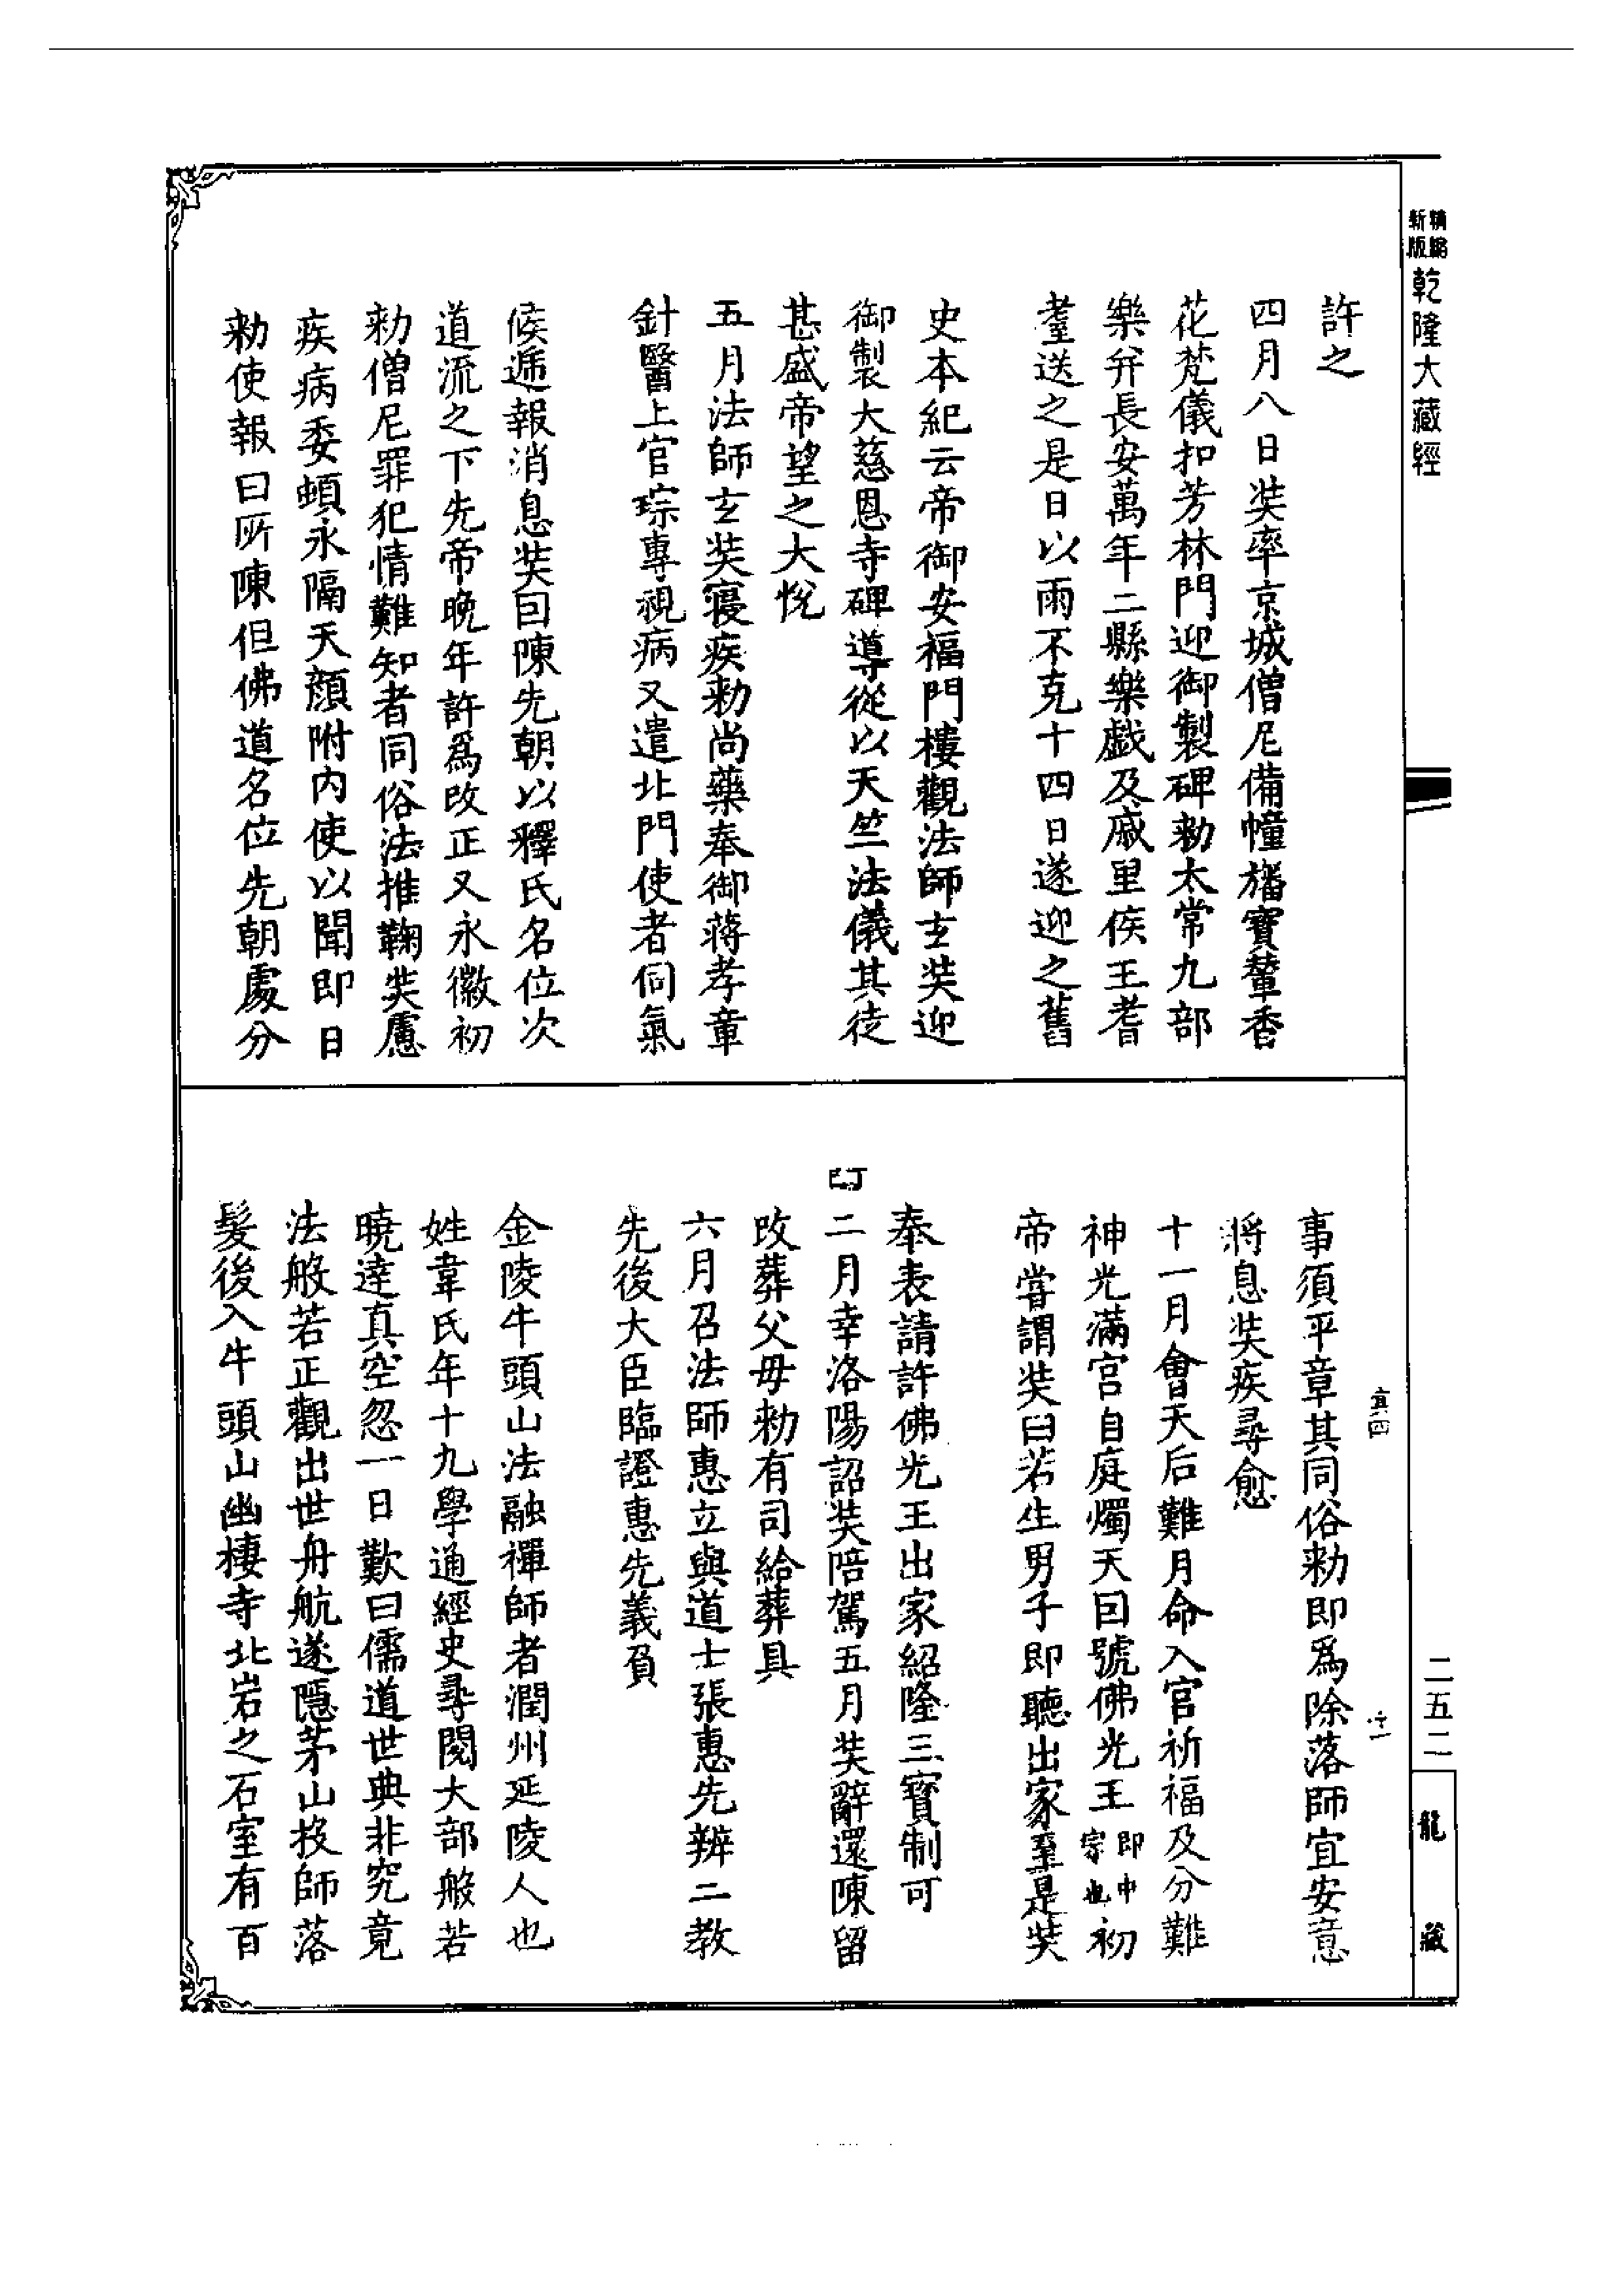 精縮新版
乾隆大藏經
許之
四月八日奘率京城僧尼備幢旛寶輦香
花梵儀扣芳林門迎御製碑勅太常九部
樂并長安萬年二縣樂戲及戚里侯王耆
耋送之是日以雨不克十四日遂迎之舊
史本紀云帝御安福門樓觀法師玄奘迎
御製大慈恩寺碑導從以天竺法儀其徒
甚盛帝望之大悅
五月法師玄奘寢疾勅尚藥奉御蔣孝章
針醫上官琮專視病又遣北門使者伺氣
候遞報消息奘因陳先朝以釋氏名位次
道流之下先帝晚年許爲改正又永徽初
勅僧尼罪犯情難知者同俗法推鞠奘慮
疾病委頓永隔天顏附內使以聞即日
勅使報曰所陳但佛道名位先朝處分
事須平章其同俗勅即爲除落師宜安意
將息奘疾尋愈
十一月會天后難月命入宮祈福及分難
神光滿宮自庭燭天因號佛光王即中宗也初
帝嘗謂奘曰若生男子即聽出家至是奘
奉表請許佛光王出家紹隆三寶制可
二月幸洛陽詔奘陪駕五月奘辭還陳留
改葬父母勅有司給葬具
六月召法師惠立與道士張惠先辨二教
先後大臣臨證惠先義負
金陵牛頭山法融禪師者潤州延陵人也
姓韋氏年十九學通經史尋閱大部般若
曉達真空忽一日歎曰儒道世典非究竟
法般若正觀出世舟航遂隱茅山投師落
髮後入牛頭山幽棲寺北岩之石室有百
二五二
龍藏